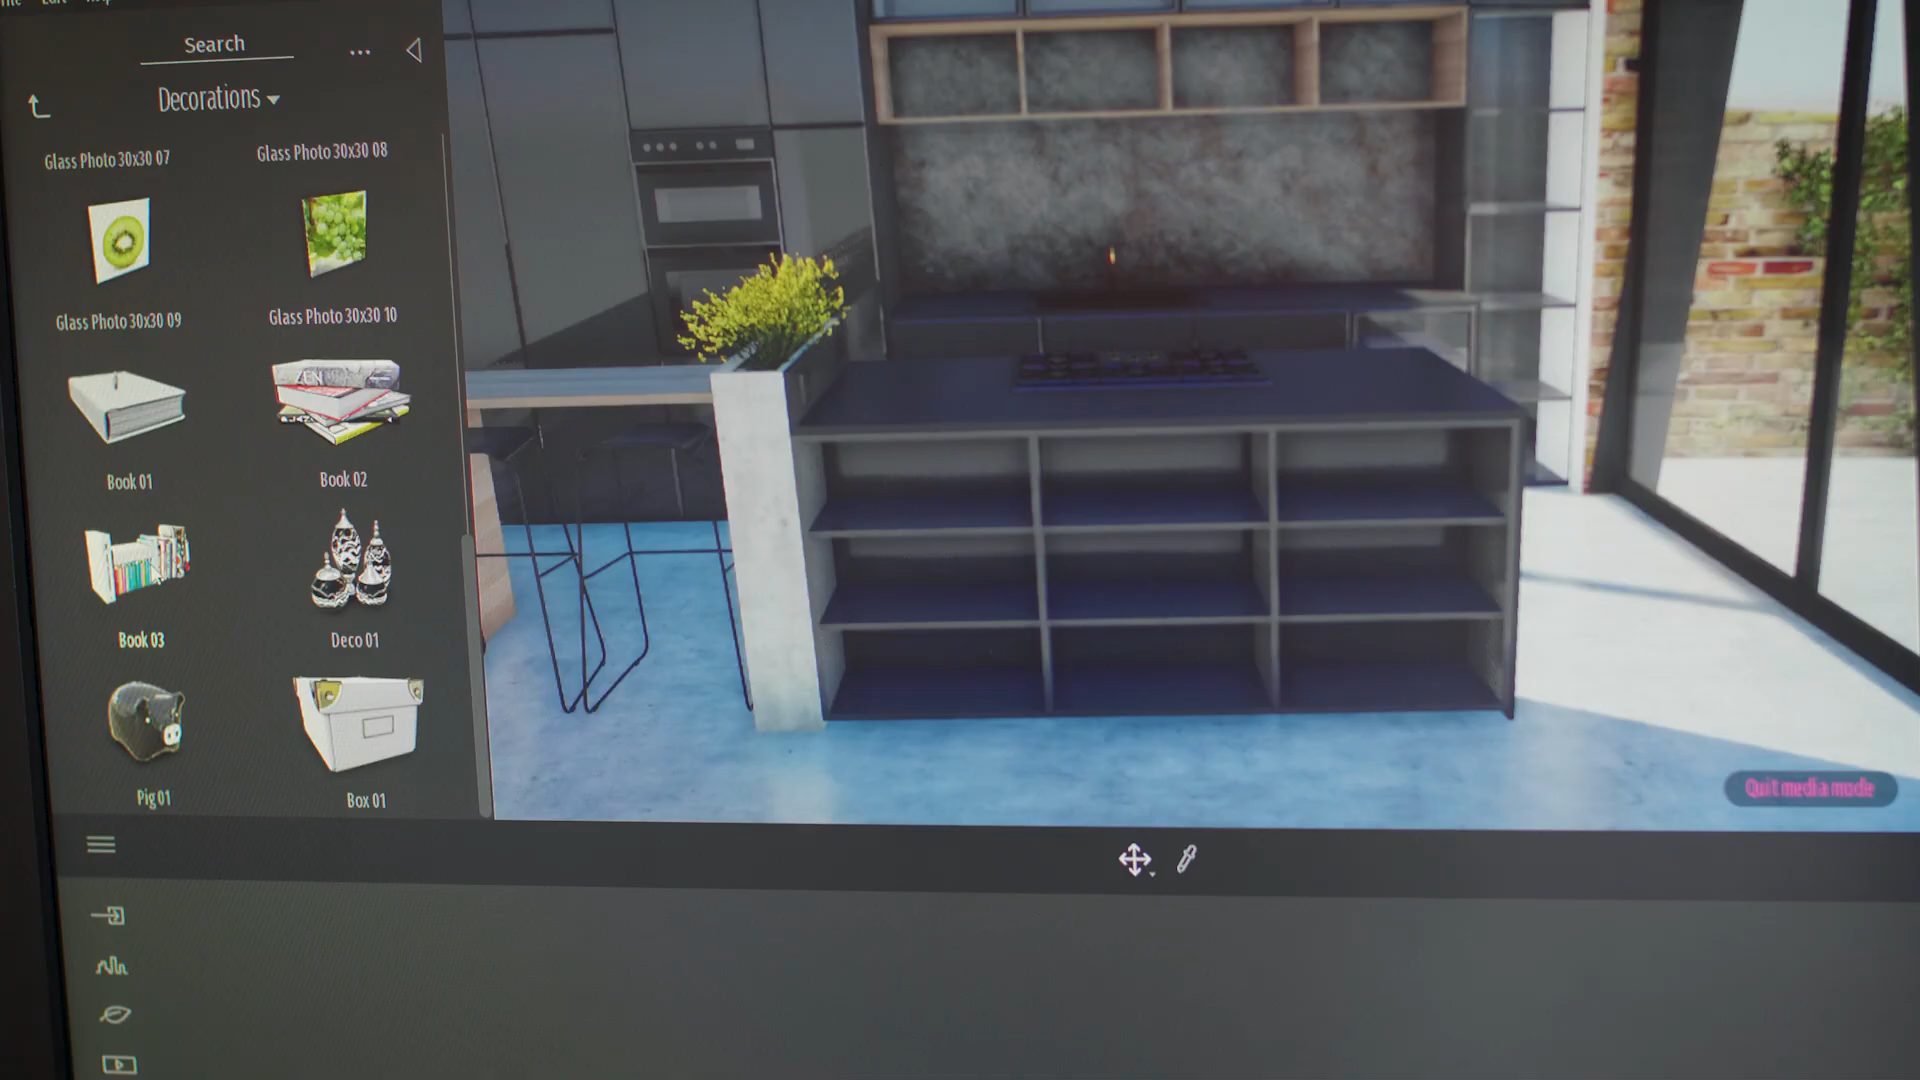 Search
...
Decorations
Glass Photo 30x30 07
Glass Photo 30x30 08
Glass Photo 30x30 09
Glass Photo 30x30 10
Book 01
Book 02
Book 03
Deco 01
Pig 01
Box 01
Quit media mode